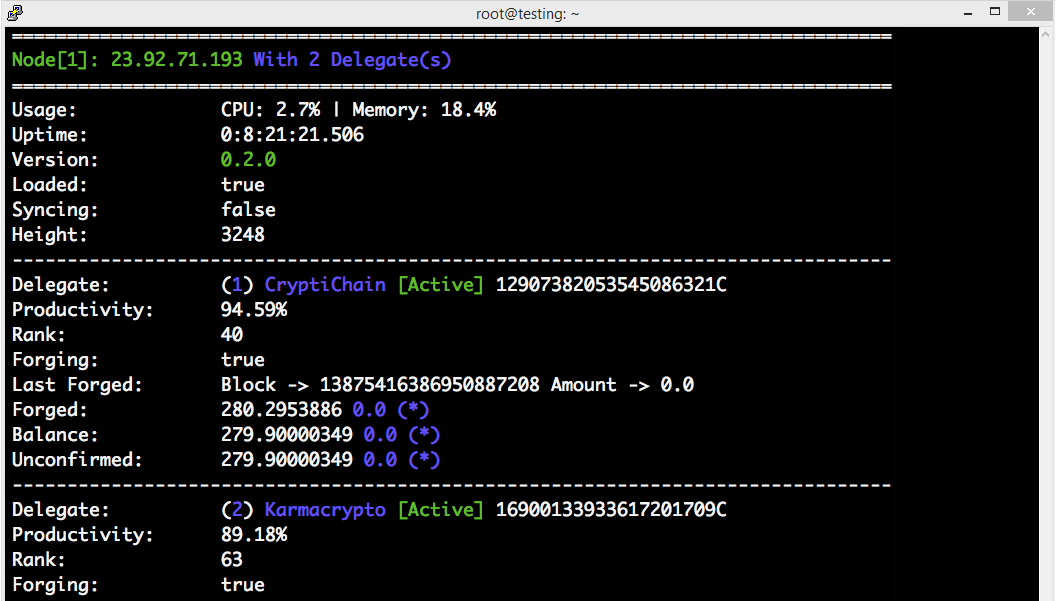 root@testing: ~
================================================================================
Node[1]: 23.92.71.193 With 2 Delegate(s)
================================================================================
Usage: CPU: 2.7% | Memory: 18.4%
Uptime: 0:8:21:21.506
Version: 0.2.0
Loaded: true
Syncing: false
Height: 3248
--------------------------------------------------------------------------------
Delegate: (1) CryptiChain [Active] 12907382053545086321C
Productivity: 94.59%
Rank: 40
Forging: true
Last Forged: Block -> 13875416386950887208 Amount -> 0.0
Forged: 280.2953886 0.0 (*)
Balance: 279.90000349 0.0 (*)
Unconfirmed: 279.90000349 0.0 (*)
--------------------------------------------------------------------------------
Delegate: (2) Karmacrypto [Active] 16900133933617201709C
Productivity: 89.18%
Rank: 63
Forging: true